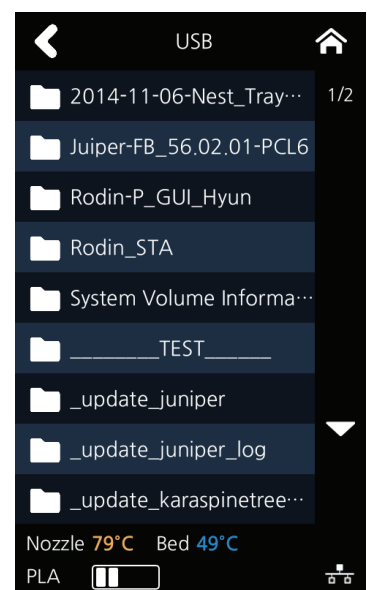 USB
2014-11-06-Nest_Tray···
1/2
Juiper-FB_56.02.01-PCL6
Rodin-P_GUI_Hyun
Rodin_STA
System Volume Informa···
________TEST______
_update_juniper
_update_juniper_log
_update_karaspinetree···
Nozzle 79°C Bed 49°C
PLA